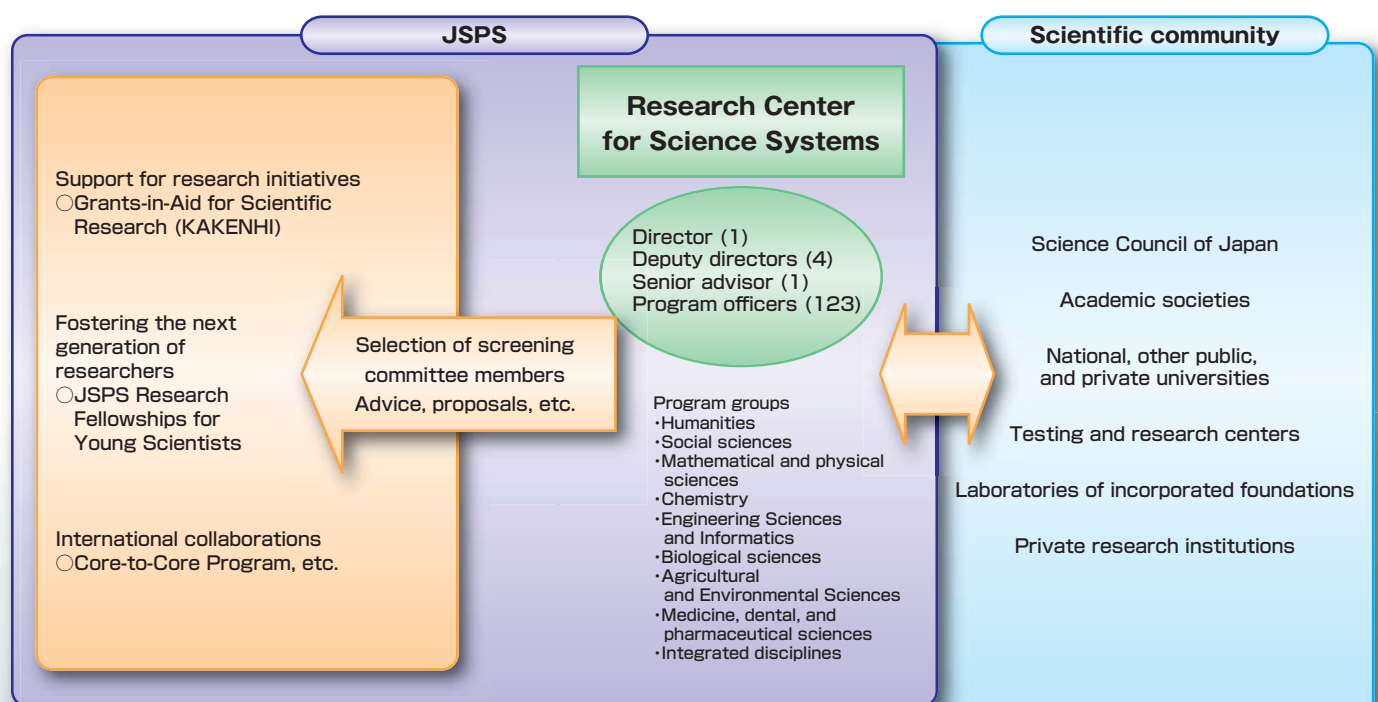 JSPS
Support for research initiatives
○Grants-in-Aid for Scientific
Research (KAKENHI)
Fostering the next
generation of
researchers
○JSPS Research
Fellowships for
Young Scientists
International collaborations
○Core-to-Core Program, etc.
Selection of screening
committee members
Advice, proposals, etc.
Research Center
for Science Systems
Director (1)
Deputy directors (4)
Senior advisor (1)
Program officers (123)
Program groups
・Humanities
・Social sciences
・Mathematical and physical
sciences
・Chemistry
・Engineering Sciences
and Informatics
・Biological sciences
・Agricultural
and Environmental Sciences
・Medicine, dental, and
pharmaceutical sciences
・Integrated disciplines
Scientific community
Science Council of Japan
Academic societies
National, other public,
and private universities
Testing and research centers
Laboratories of incorporated foundations
Private research institutions